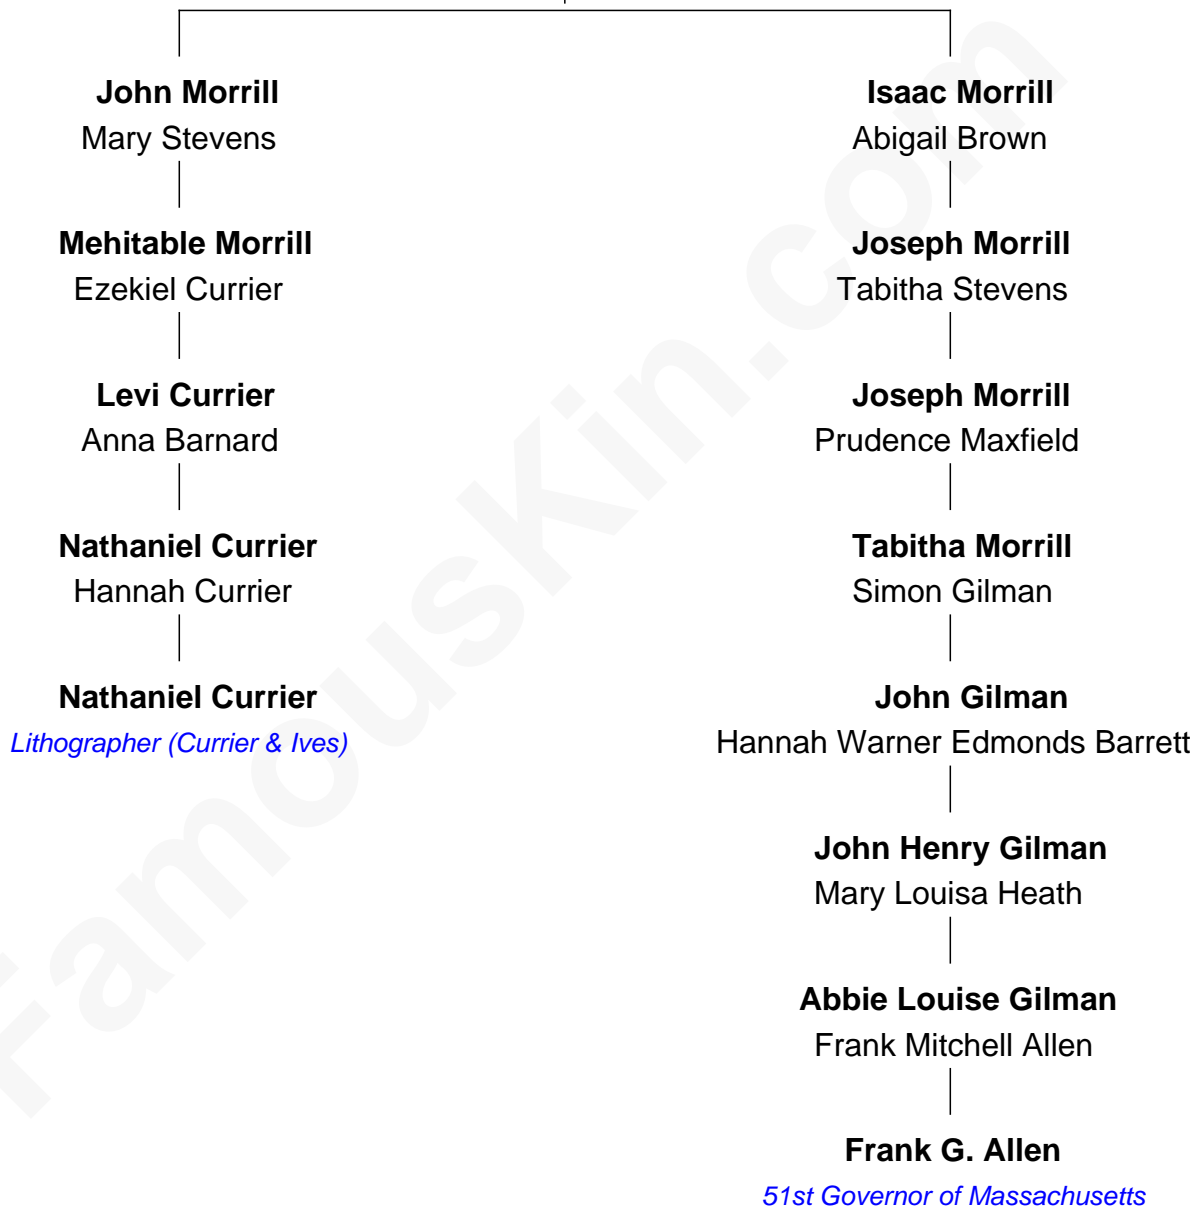 John Morrill
Mary Stevens
Mehitable Morrill
Ezekiel Currier
Levi Currier
Anna Barnard
Nathaniel Currier
Hannah Currier
Nathaniel Currier
Lithographer (Currier & Ives)
Isaac Morrill
Abigail Brown
Joseph Morrill
Tabitha Stevens
Joseph Morrill
Prudence Maxfield
Tabitha Morrill
Simon Gilman
John Gilman
Hannah Warner Edmonds Barrett
John Henry Gilman
Mary Louisa Heath
Abbie Louise Gilman
Frank Mitchell Allen
Frank G. Allen
51st Governor of Massachusetts
FamousKin.com